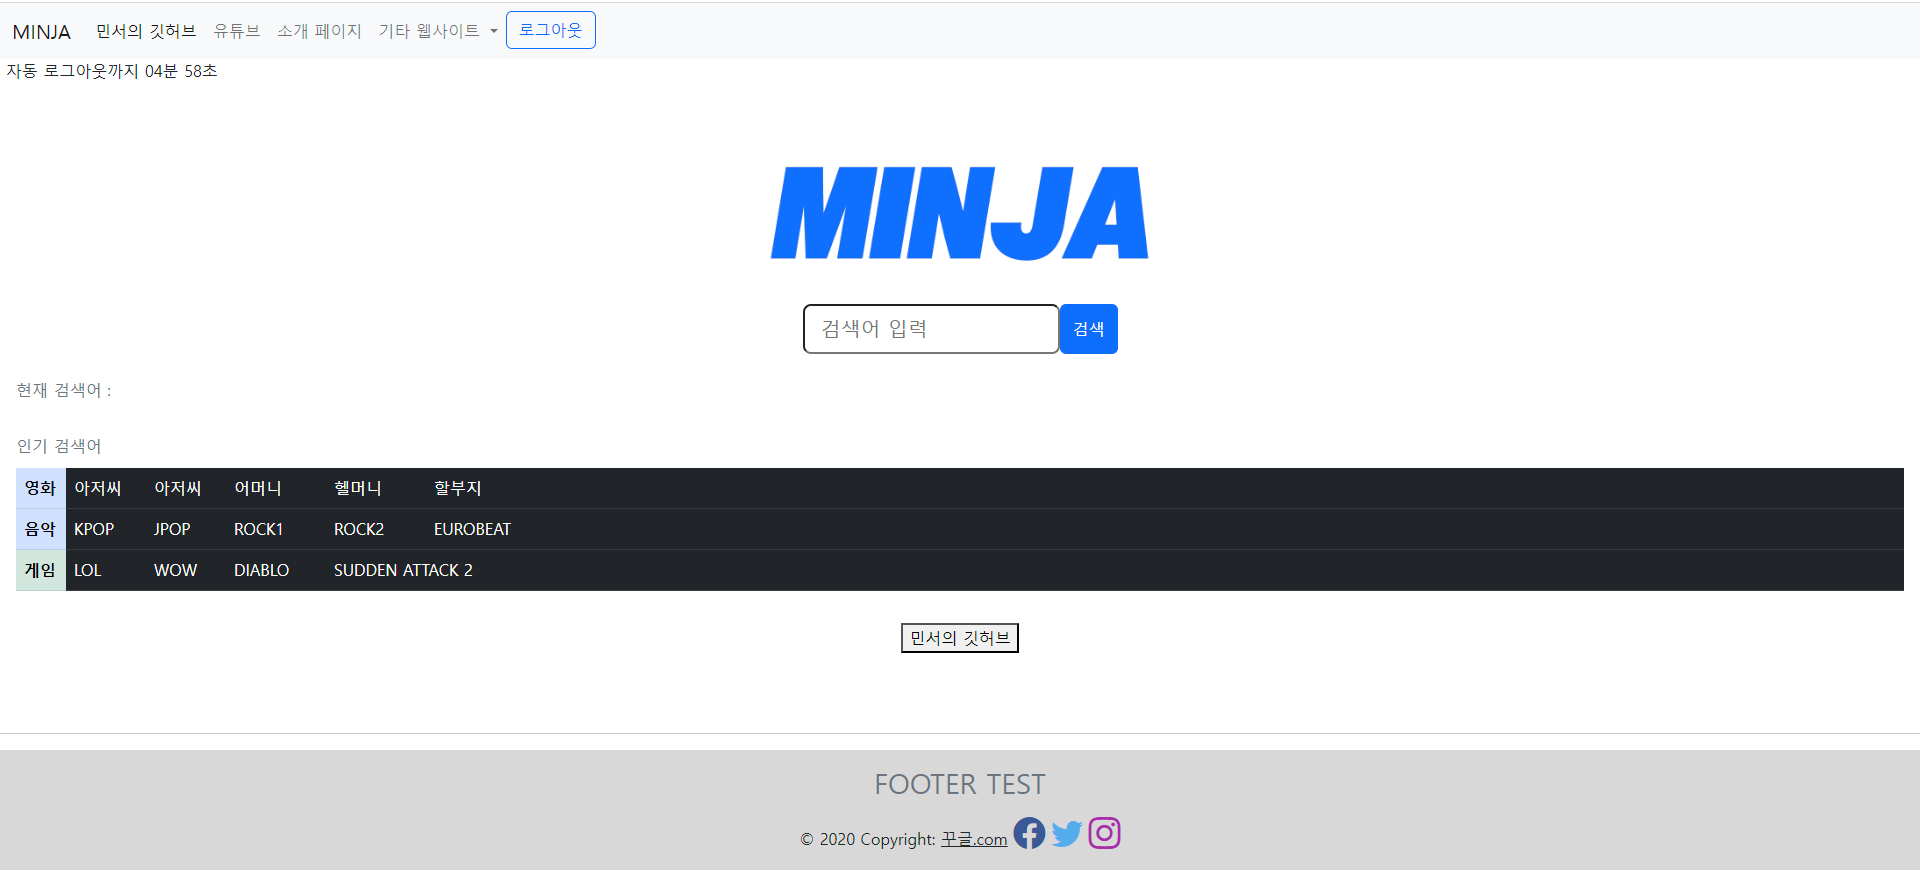 MINJA 민서의 깃허브 유튜브 소개 페이지 기타 웹사이트 로그아웃
자동 로그아웃까지 04분 58초
MINJA
검색어 입력 검색
현재 검색어 :
인기 검색어
영화 아저씨 아저씨 어머니 헬머니 할부지
음악 KPOP JPOP ROCK1 ROCK2 EUROBEAT
게임 LOL WOW DIABLO SUDDEN ATTACK 2
민서의 깃허브
FOOTER TEST
© 2020 Copyright: 꾸글.com